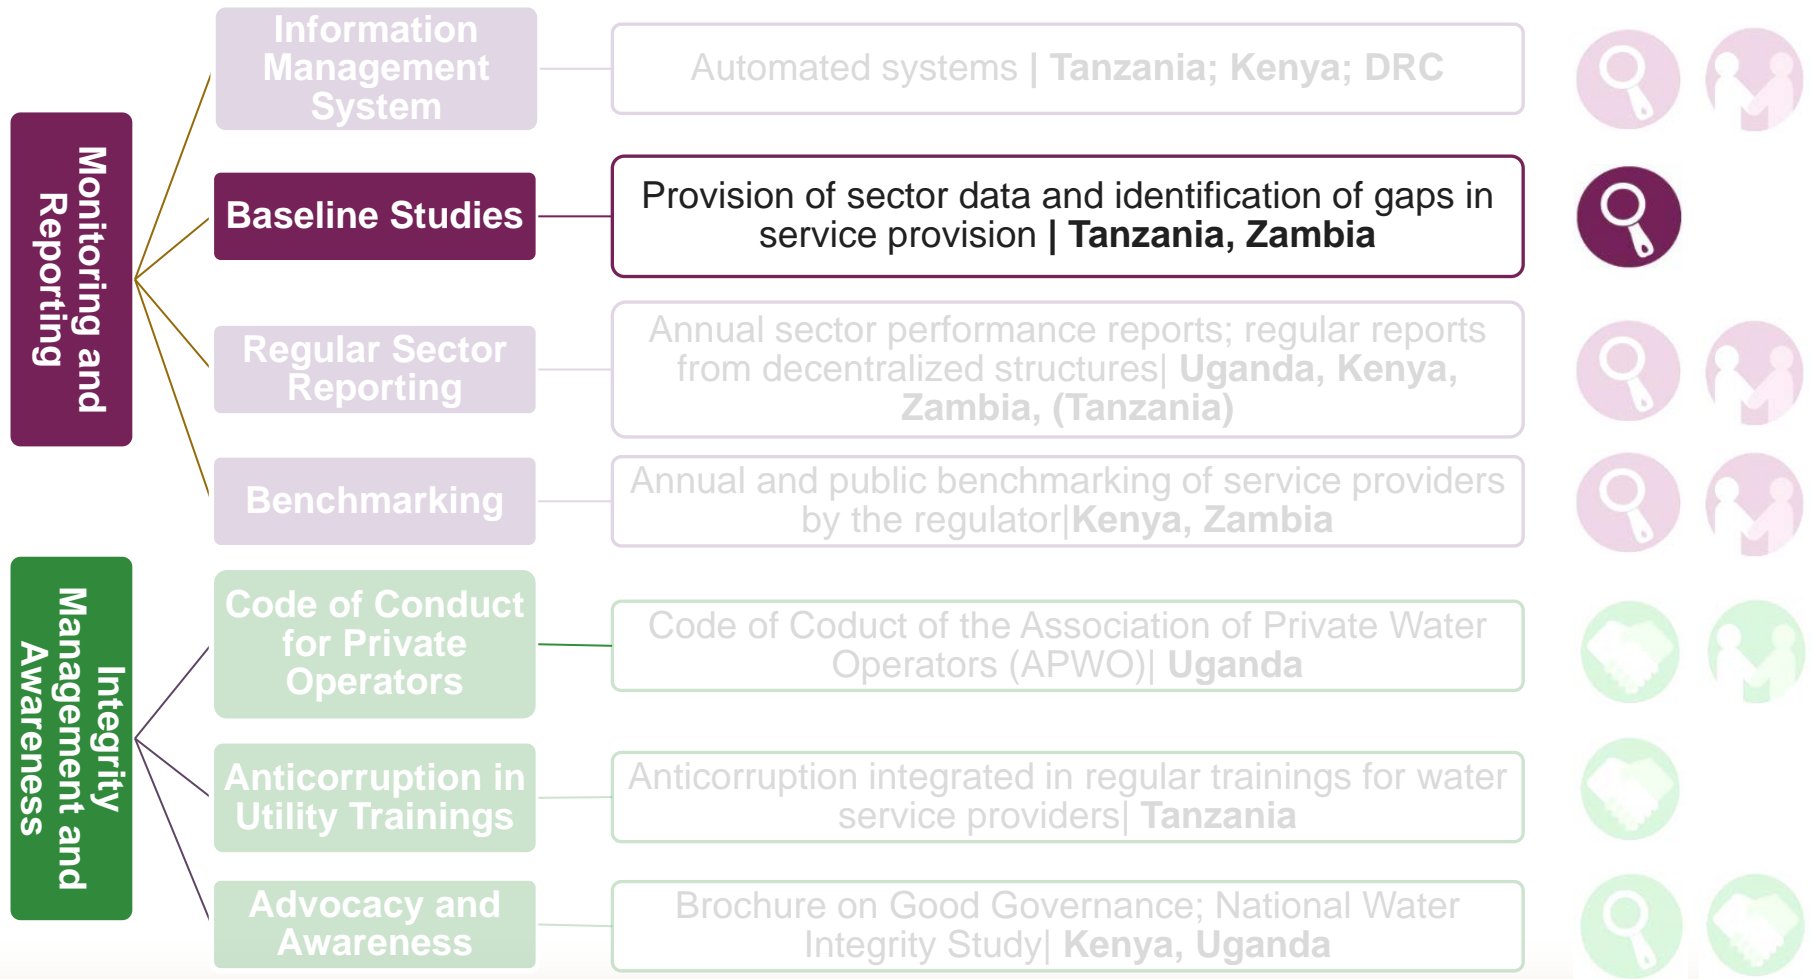 Monitoring and
Reporting
Information
Management
System
Automated systems | Tanzania; Kenya; DRC
Baseline Studies
Provision of sector data and identification of gaps in
service provision | Tanzania, Zambia
Regular Sector
Reporting
Annual sector performance reports; regular reports
from decentralized structures| Uganda, Kenya,
Zambia, (Tanzania)
Benchmarking
Annual and public benchmarking of service providers
by the regulator|Kenya, Zambia
Integrity
Management and
Awareness
Code of Conduct
for Private
Operators
Code of Coduct of the Association of Private Water
Operators (APWO)| Uganda
Anticorruption in
Utility Trainings
Anticorruption integrated in regular trainings for water
service providers| Tanzania
Advocacy and
Awareness
Brochure on Good Governance; National Water
Integrity Study| Kenya, Uganda